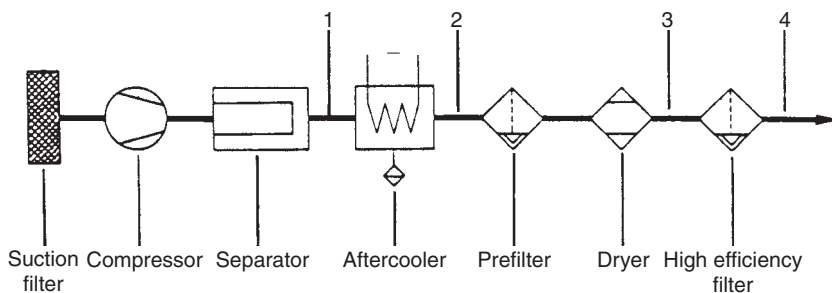 1 2 3 4
Suction Compressor Separator Aftercooler Prefilter Dryer High efficiency
filter filter